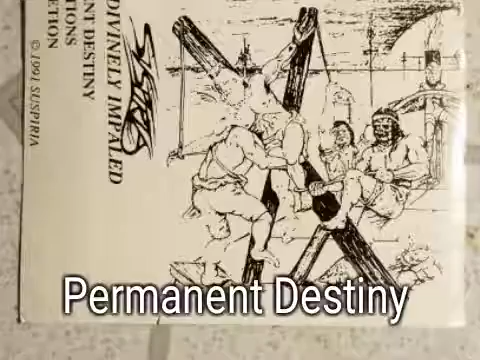 DIVINELY IMPALED
NT DESTINY
TIONS
ETION
© 1991 SUSPIRIA
Permanent Destiny